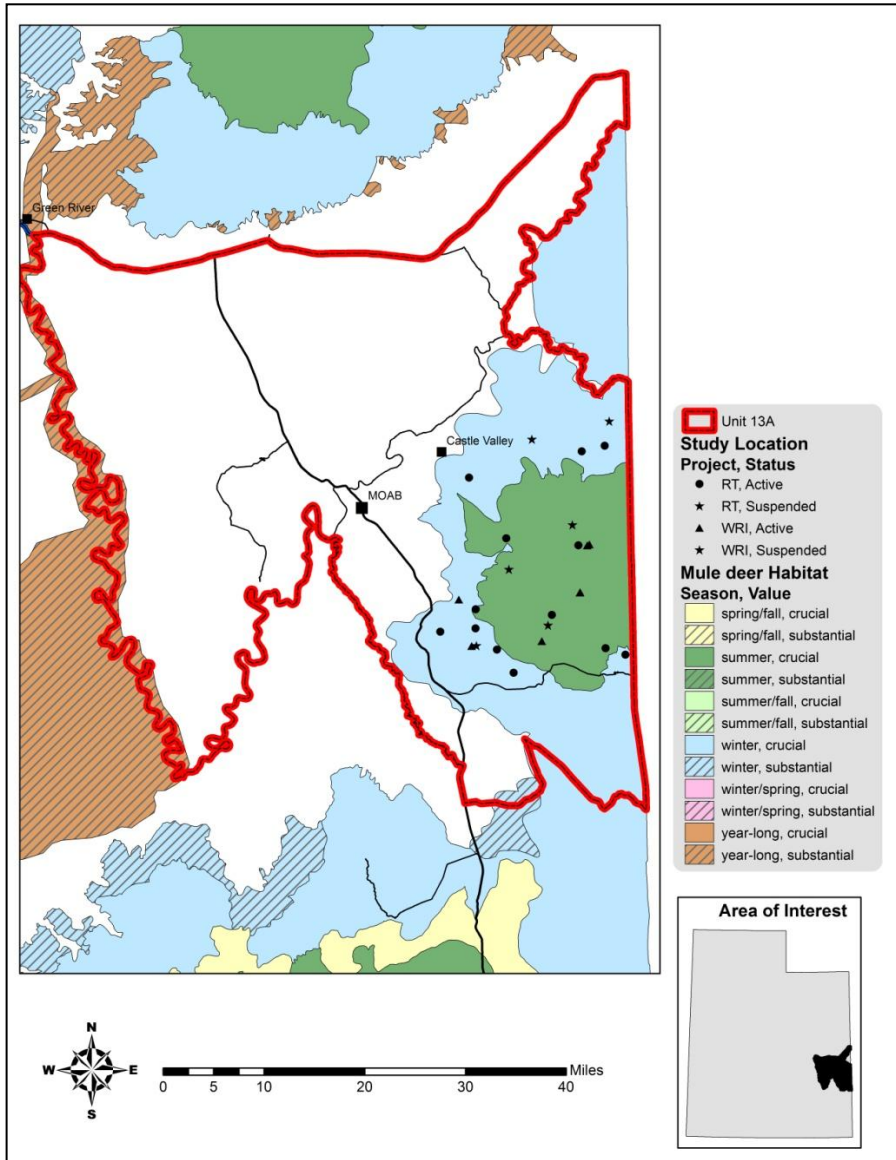 Green River
Castle Valley
MOAB
Unit 13A
Study Location
Project, Status
RT, Active
RT, Suspended
WRI, Active
WRI, Suspended
Mule deer Habitat
Season, Value
spring/fall, crucial
spring/fall, substantial
summer, crucial
summer, substantial
summer/fall, crucial
summer/fall, substantial
winter, crucial
winter, substantial
winter/spring, crucial
winter/spring, substantial
year-long, crucial
year-long, substantial
Area of Interest
N
W E
S
Miles
0 5 10 20 30 40